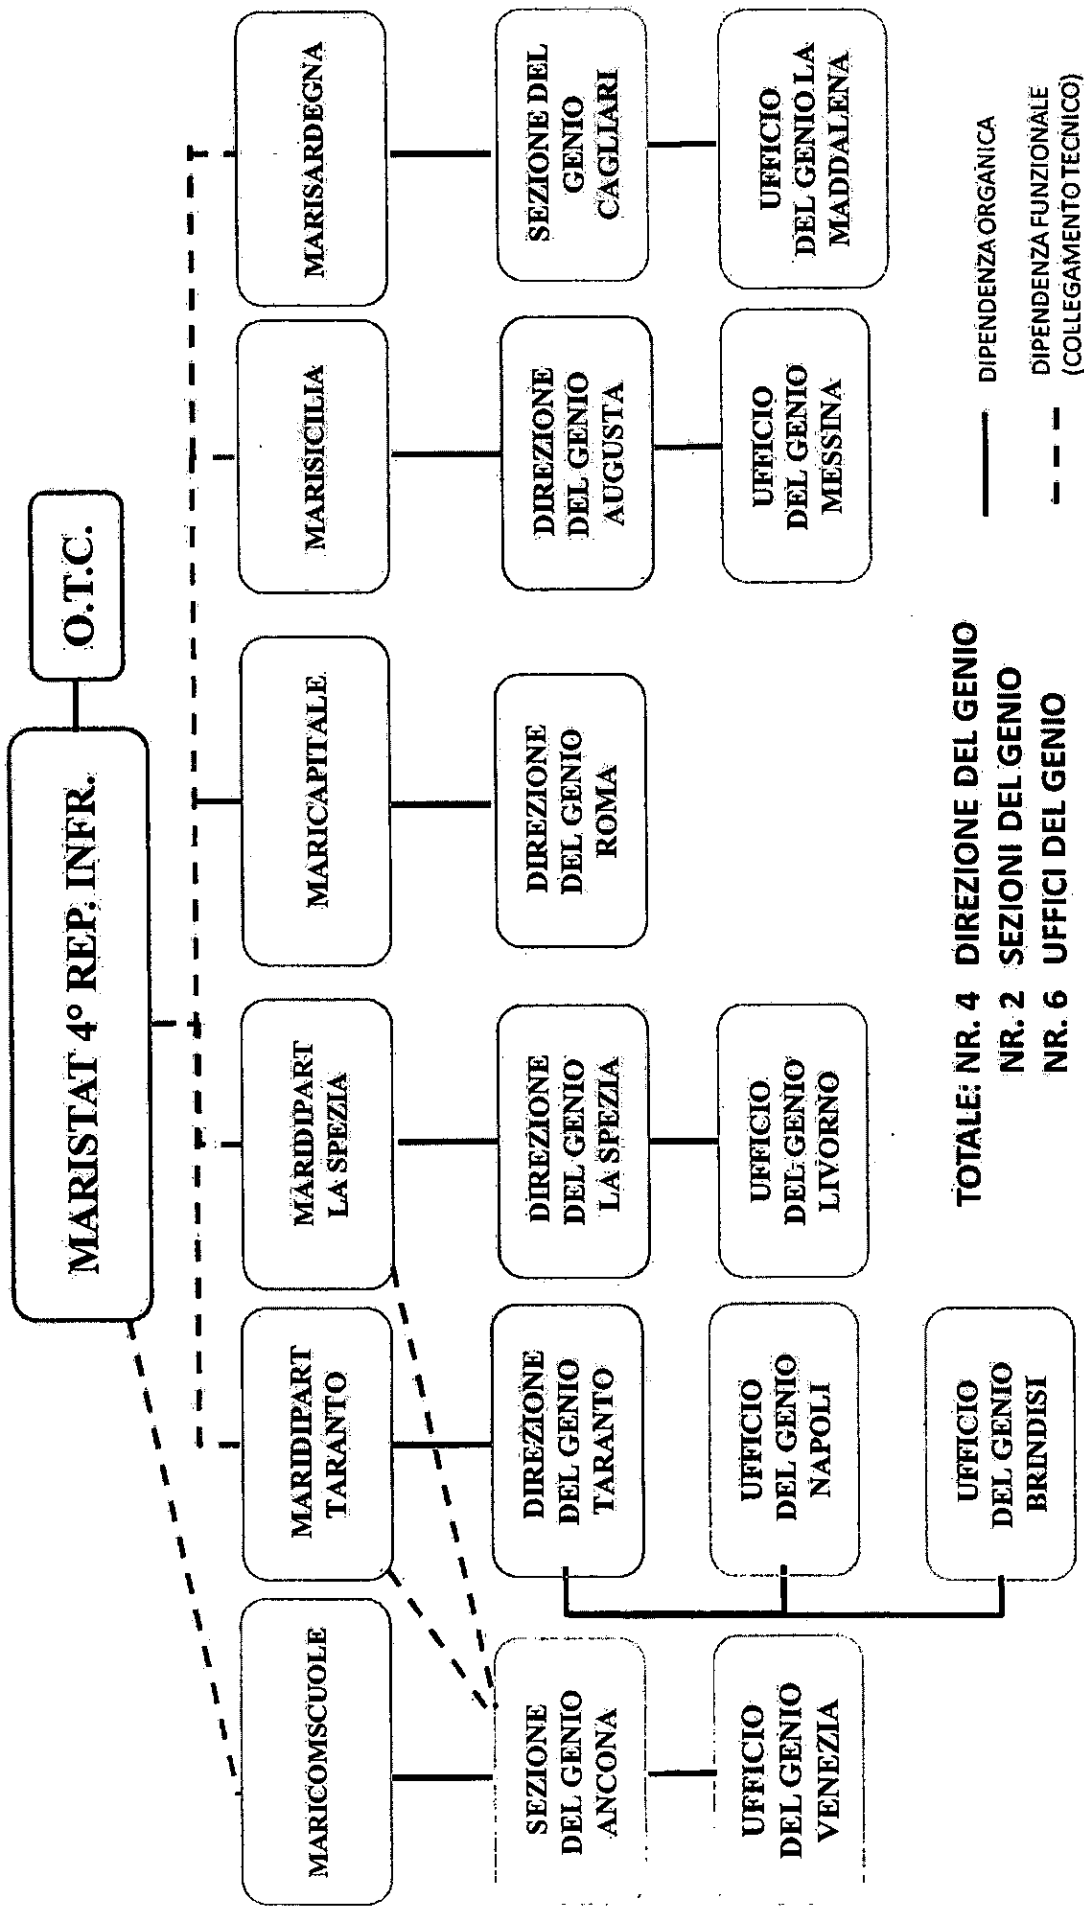 MARISTAT 4° REP. INFR.
O.T.C.
MARICOMSCUOLE
MARIDIPART
TARANTO
MARIDIPART
LA SPEZIA
MARICAPITALE
MARISICILIA
MARISARDEGNA
SEZIONE
DEL GENIO
ANCONA
DIREZIONE
DEL GENIO
TARANTO
DIREZIONE
DEL GENIO
LA SPEZIA
DIREZIONE
DEL GENIO
ROMA
DIREZIONE
DEL GENIO
AUGUSTA
SEZIONE DEL
GENIO
CAGLIARI
UFFICIO
DEL GENIO
VENEZIA
UFFICIO
DEL GENIO
NAPOLI
UFFICIO
DEL GENIO
LIVORNO
UFFICIO
DEL GENIO
MESSINA
UFFICIO
DEL GENIO LA
MADDALENA
UFFICIO
DEL GENIO
BRINDISI
TOTALE: NR. 4 DIREZIONE DEL GENIO
NR. 2 SEZIONI DEL GENIO
NR. 6 UFFICI DEL GENIO
DIPENDENZA ORGANICA
DIPENDENZA FUNZIONALE
(COLLEGAMENTO TECNICO)